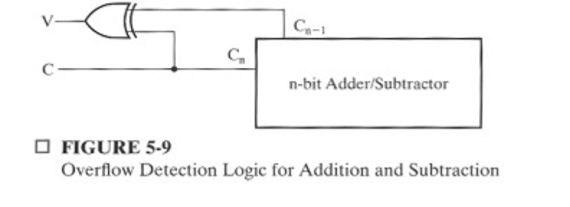 V
C
Cₙ₋₁
Cₙ
n-bit Adder/Subtractor
☐ FIGURE 5-9
Overflow Detection Logic for Addition and Subtraction